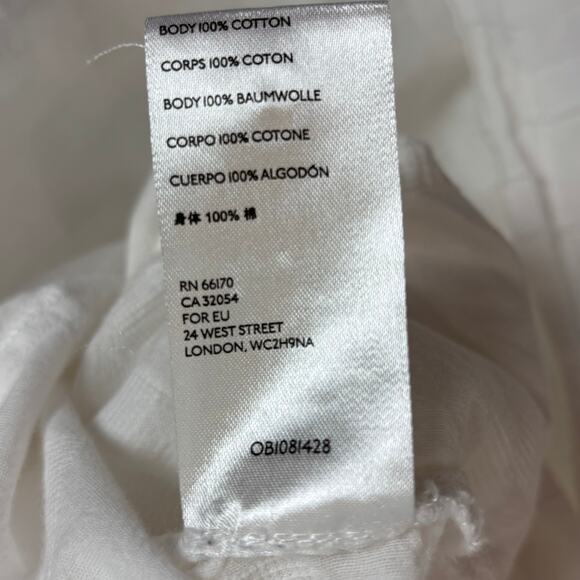 BODY 100% COTTON
CORPS 100% COTON
BODY 100% BAUMWOLLE
CORPO 100% COTONE
CUERPO 100% ALGODÓN
身体 100% 棉
RN 66170
CA 32054
FOR EU
24 WEST STREET
LONDON, WC2H9NA
OB1081428